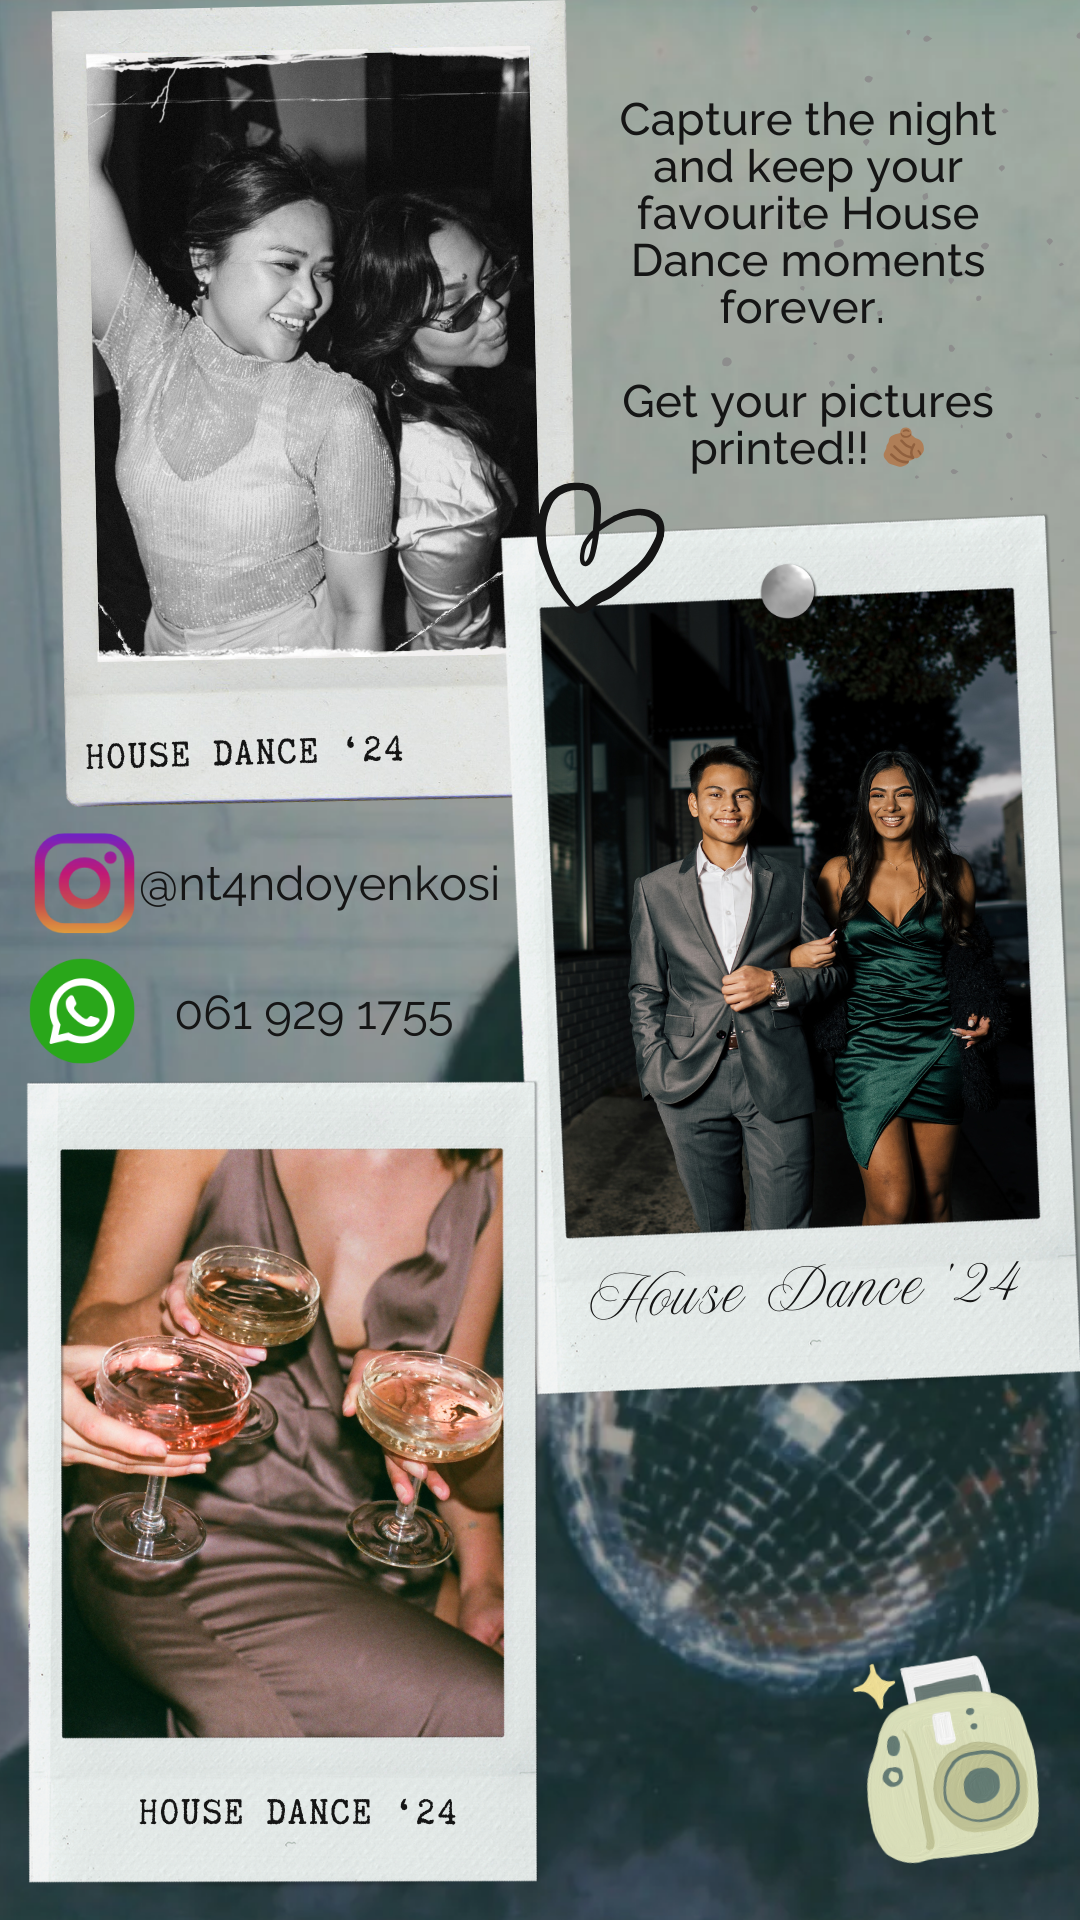 Capture the night
and keep your
favourite House
Dance moments
forever.
Get your pictures
printed!! 🫵🏽
HOUSE DANCE ‘24
@nt4ndoyenkosi
061 929 1755
House Dance '24
HOUSE DANCE ‘24